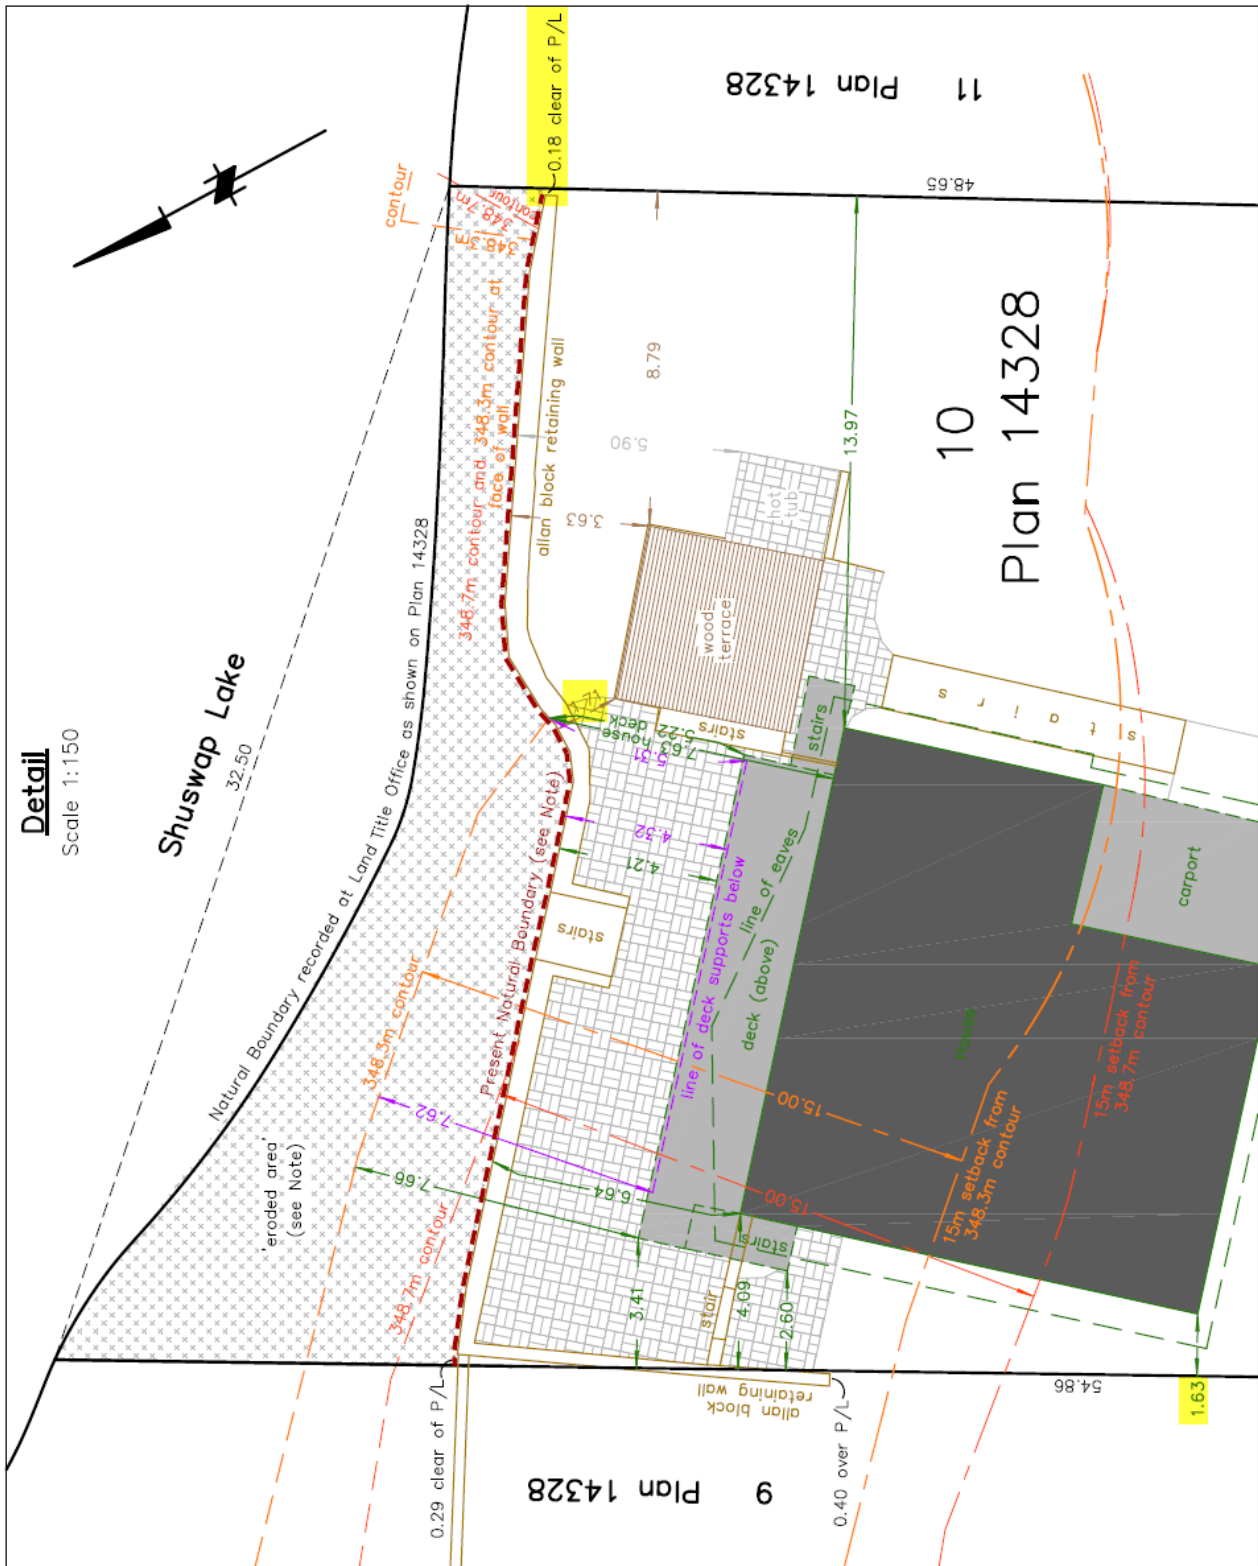 Detail
Scale 1:150
Shuswap Lake
32.50
Natural Boundary recorded at Land Title Office as shown on Plan 14328
contour
348.7m
contour
348.3m
0.18 clear of P/L
11 Plan 14328
48.65
348.7m contour and 348.3m contour at
face of wall
allan block retaining wall
8.79
5.90
3.63
13.97
10
Plan 14328
hot
tub
wood
terrace
stairs
stairs
stairs
house
7.63
deck
5.22
5.31
4.32
4.21
Present Natural Boundary (see Note)
stairs
line of deck supports below
deck (above)
line of eaves
House
carport
348.3m contour
7.62
7.66
6.64
15.00
15.00
15m setback from
348.3m contour
15m setback from
348.7m contour
'eroded area'
(see Note)
348.7m contour
stairs
stair
3.41
4.09
2.60
allan block
retaining wall
0.29 clear of P/L
0.40 over P/L
54.86
1.63
9 Plan 14328